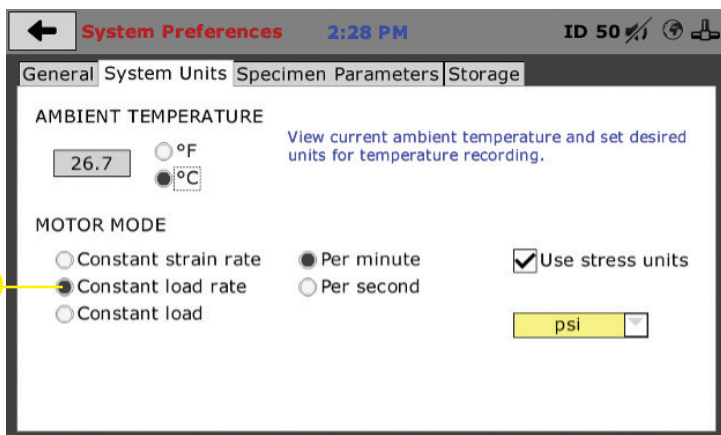 System Preferences 2:28 PM ID 50
General System Units Specimen Parameters Storage
AMBIENT TEMPERATURE
View current ambient temperature and set desired
units for temperature recording.
26.7
°F
°C
MOTOR MODE
Constant strain rate Per minute Use stress units
Constant load rate Per second
Constant load
psi